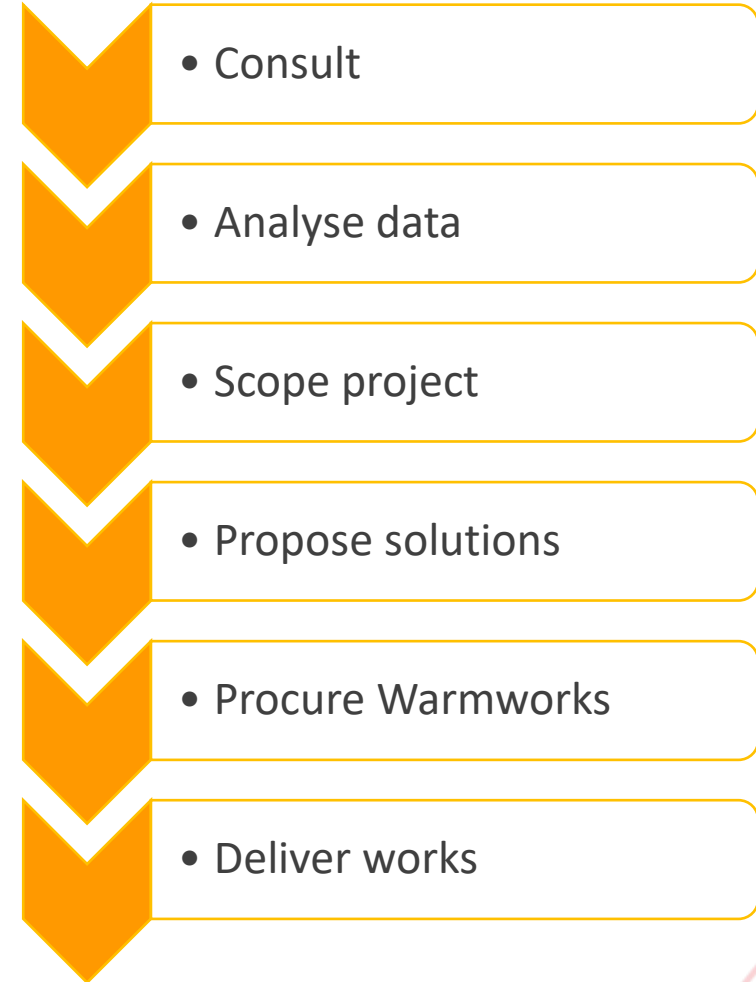 • Consult
• Analyse data
• Scope project
• Propose solutions
• Procure Warmworks
• Deliver works